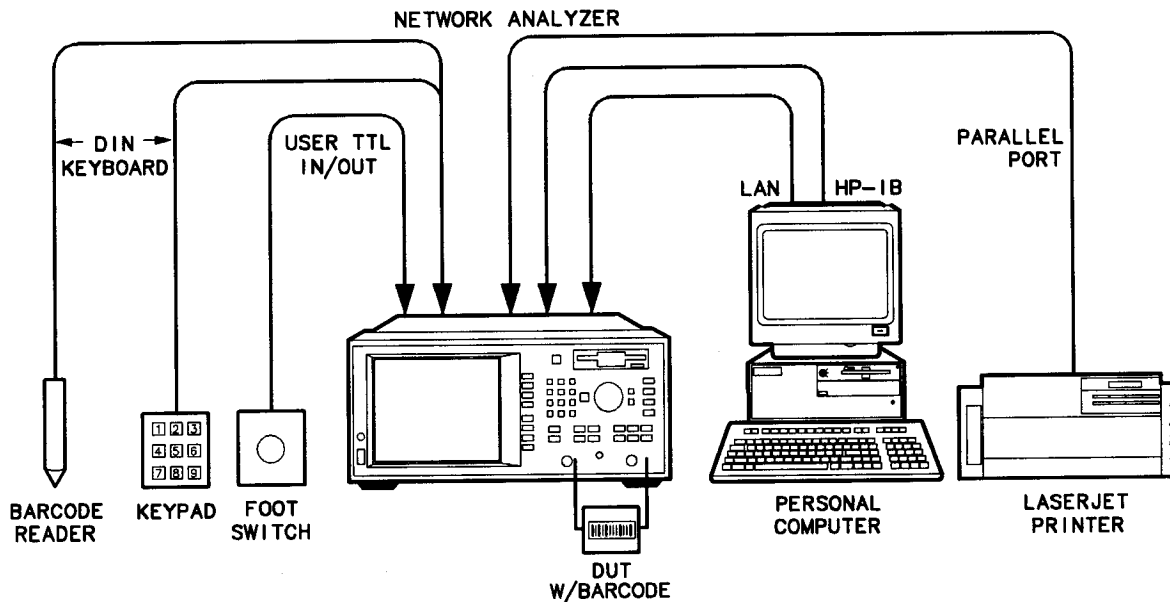 NETWORK ANALYZER
DIN
KEYBOARD
USER TTL
IN/OUT
PARALLEL
PORT
LAN
HP-IB
1 2 3
4 5 6
7 8 9
BARCODE
READER
KEYPAD
FOOT
SWITCH
DUT
W/BARCODE
PERSONAL
COMPUTER
LASERJET
PRINTER